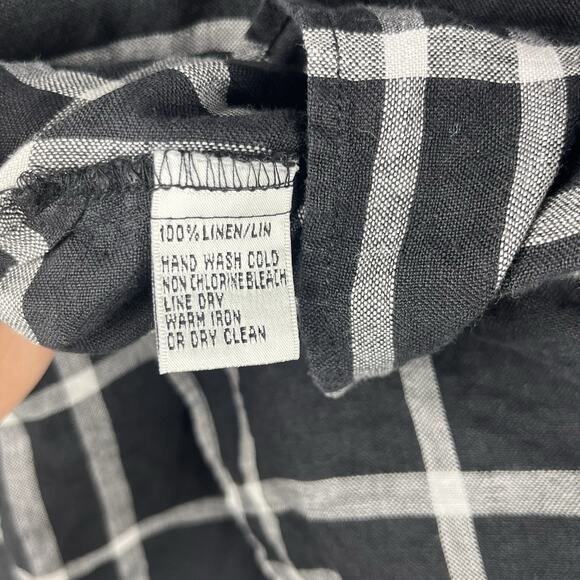 100% LINEN/LIN
HAND WASH COLD
NON CHLORINE BLEACH
LINE DRY
WARM IRON
OR DRY CLEAN